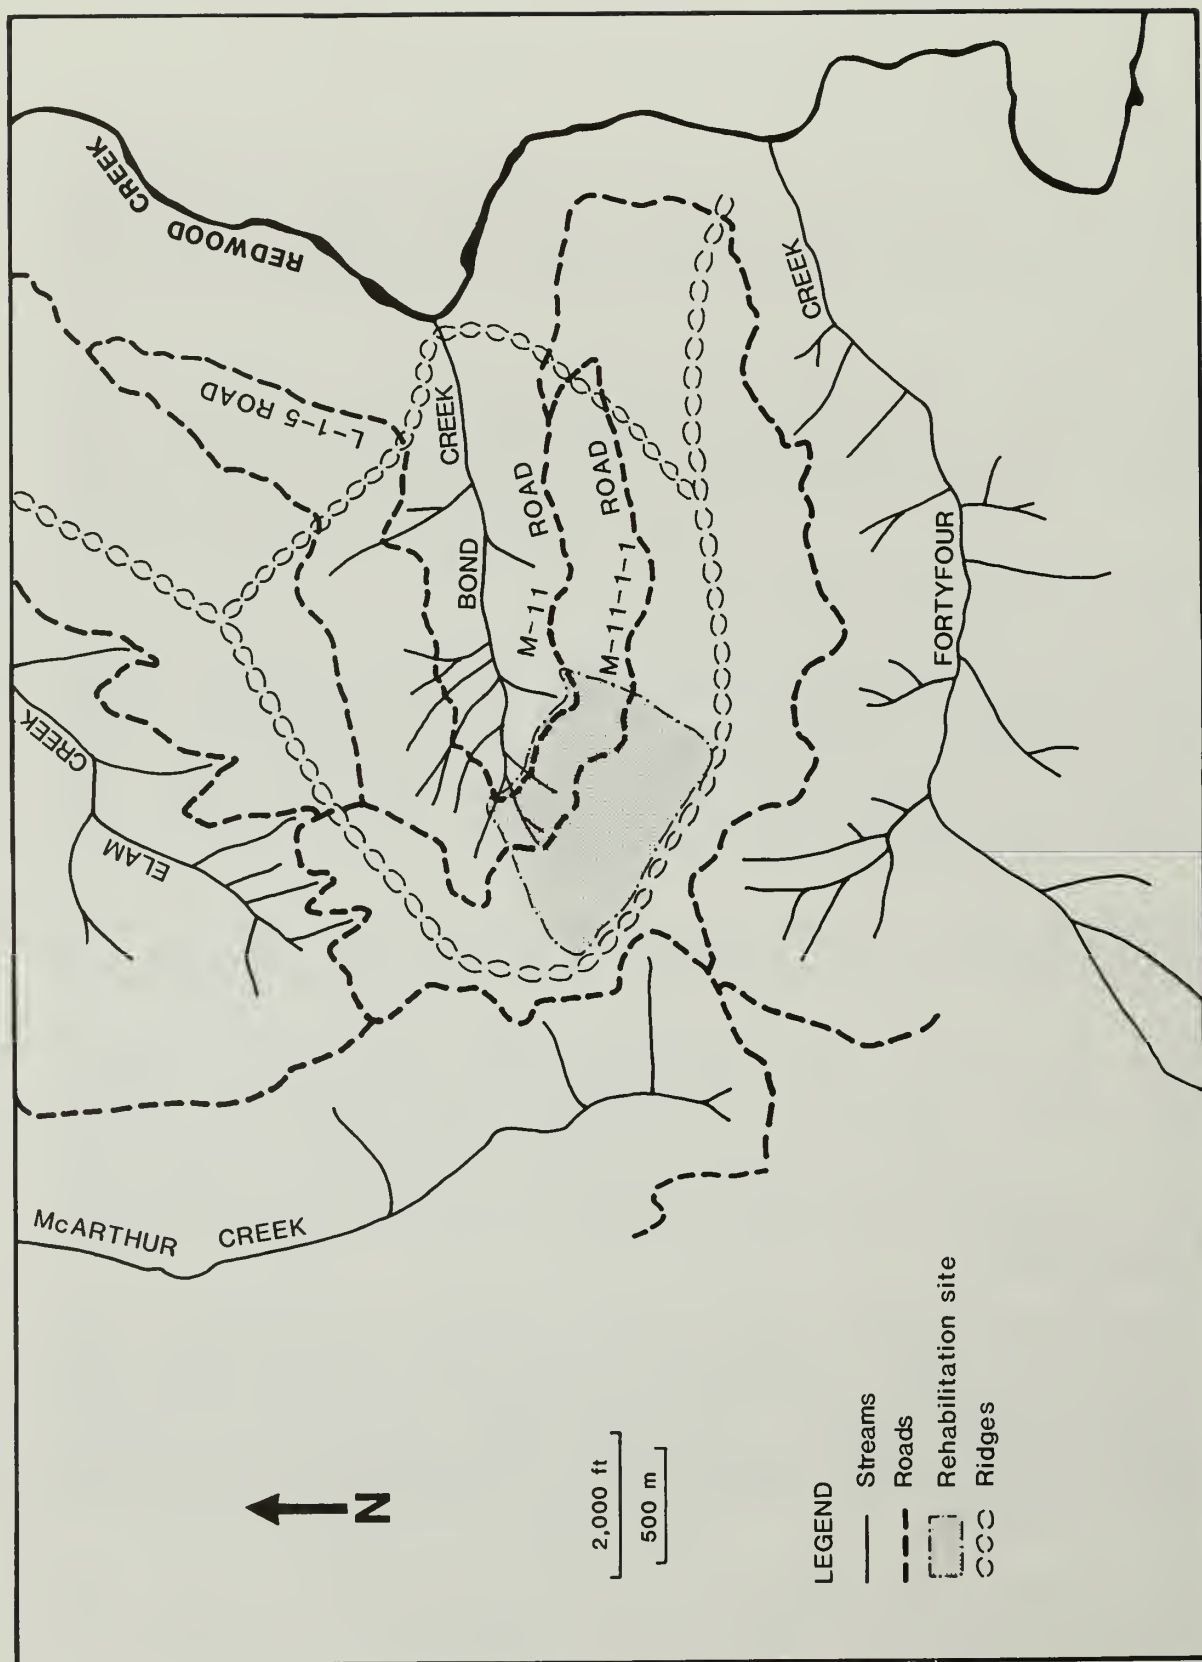 REDWOOD CREEK
L-1-5 ROAD
CREEK
ELAM
BOND
CREEK
M-11 ROAD
M-11-1-1 ROAD
FORTYFOUR
CREEK
McARTHUR CREEK
N
2,000 ft
500 m
LEGEND
Streams
Roads
Rehabilitation site
Ridges